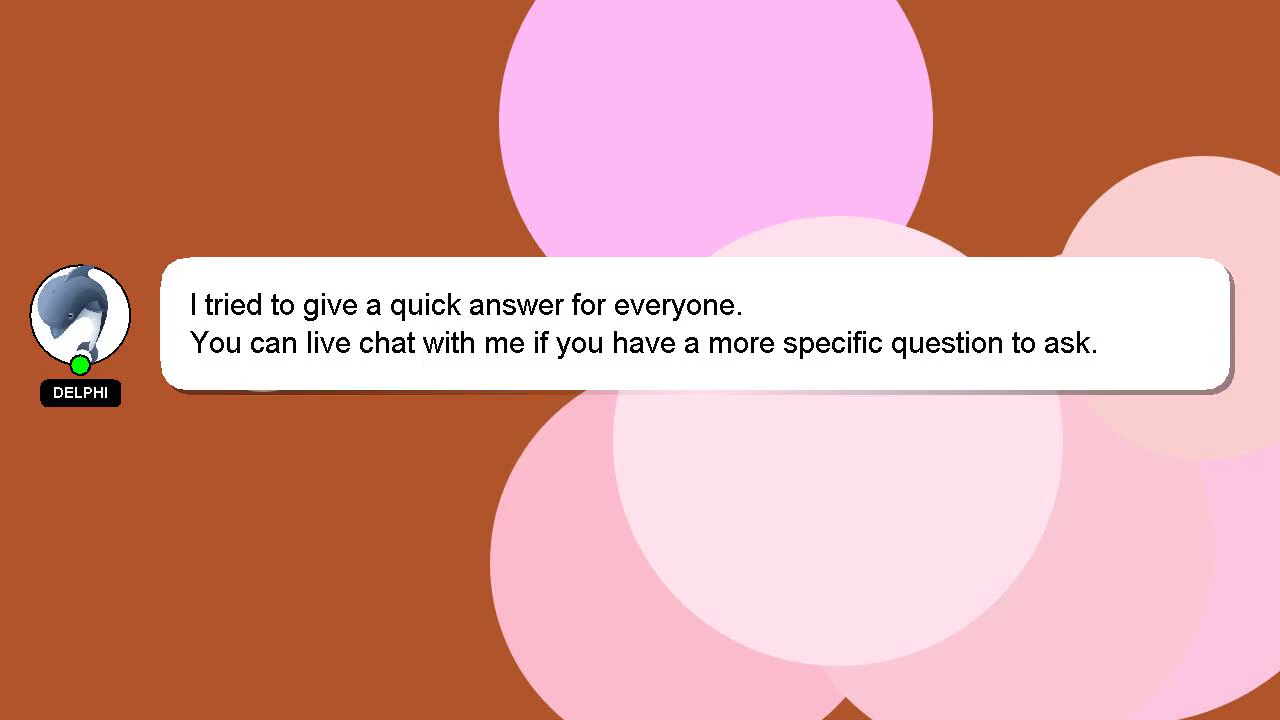 I tried to give a quick answer for everyone.
You can live chat with me if you have a more specific question to ask.
DELPHI